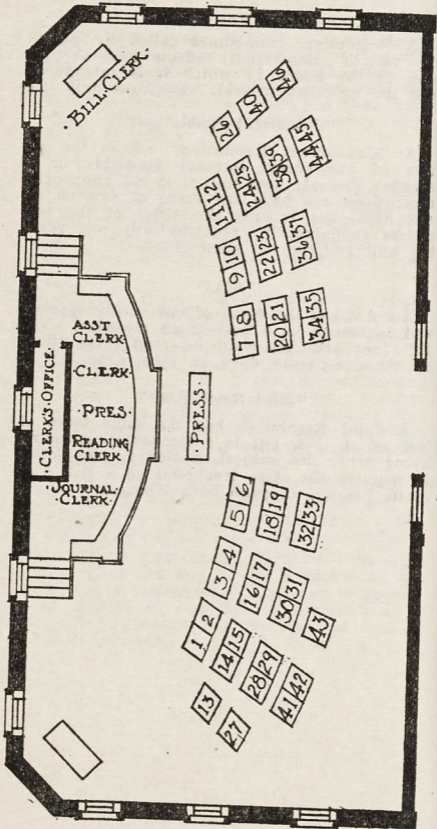 ·BILL·CLERK·
26
40
46
11 12
24 25
38 39
44 45
9 10
22 23
36 37
7 8
20 21
34 35
·CLERK'S·OFFICE·
ASST
CLERK·
·CLERK·
·PRES·
READING
CLERK
·JOURNAL·
CLERK·
·PRESS·
5 6
18 19
32 33
3 4
16 17
30 31
43
1 2
14 15
28 29
41 42
13
27